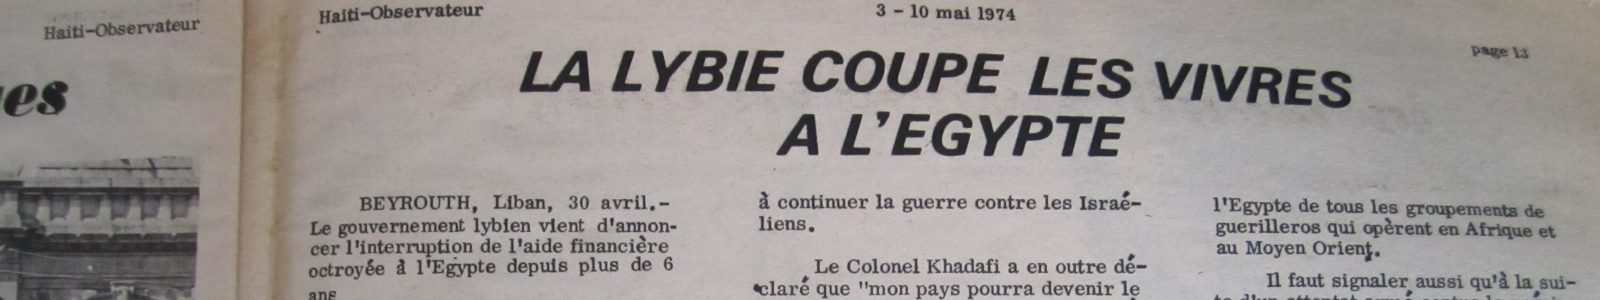 Haiti-Observateur
es
Haiti-Observateur
3 - 10 mai 1974
page 13
LA LYBIE COUPE LES VIVRES
A L'EGYPTE
BEYROUTH, Liban, 30 avril.-
Le gouvernement lybien vient d'annon-
cer l'interruption de l'aide financière
octroyée à l'Egypte depuis plus de 6
ans
à continuer la guerre contre les Israé-
liens.
Le Colonel Khadafi a en outre dé-
claré que "mon pays pourra devenir le
l'Egypte de tous les groupements de
guerilleros qui opèrent en Afrique et
au Moyen Orient.
Il faut signaler aussi qu'à la sui-